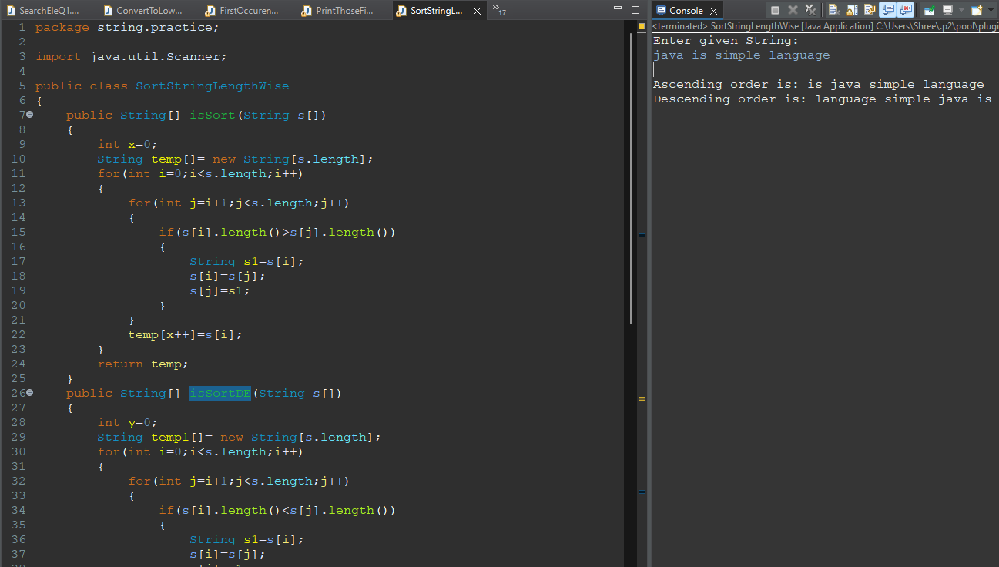 SearchEleQ1.... ConvertToLow... FirstOccuren... PrintThoseFi... SortStringL... »17
1 package string.practice;
2
3 import java.util.Scanner;
4
5 public class SortStringLengthWise
6 {
7 public String[] isSort(String s[])
8 {
9 int x=0;
10 String temp[]= new String[s.length];
11 for(int i=0;i<s.length;i++)
12 {
13 for(int j=i+1;j<s.length;j++)
14 {
15 if(s[i].length()>s[j].length())
16 {
17 String s1=s[i];
18 s[i]=s[j];
19 s[j]=s1;
20 }
21 }
22 temp[x++]=s[i];
23 }
24 return temp;
25 }
26 public String[] isSortDE(String s[])
27 {
28 int y=0;
29 String temp1[]= new String[s.length];
30 for(int i=0;i<s.length;i++)
31 {
32 for(int j=i+1;j<s.length;j++)
33 {
34 if(s[i].length()<s[j].length())
35 {
36 String s1=s[i];
37 s[i]=s[j];
Console
<terminated> SortStringLengthWise [Java Application] C:\Users\Shree\.p2\pool\plugi
Enter given String:
java is simple language
Ascending order is: is java simple language
Descending order is: language simple java is